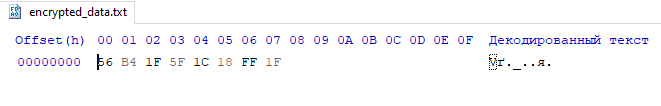 encrypted_data.txt
Offset(h) 00 01 02 03 04 05 06 07 08 09 0A 0B 0C 0D 0E 0F Декодированный текст
00000000 56 B4 1F 5F 1C 18 FF 1F Vґ._..я.